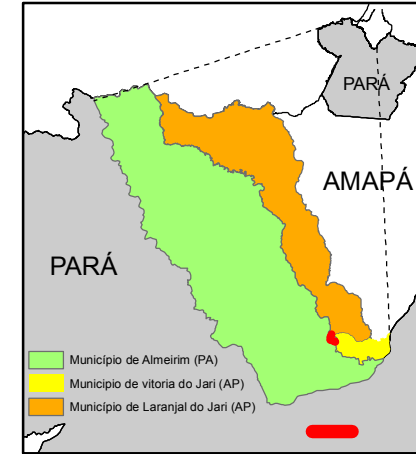 PARÁ
AMAPÁ
PARÁ
Município de Almeirim (PA)
Municipio de vitoria do Jari (AP)
Município de Laranjal do Jari (AP)